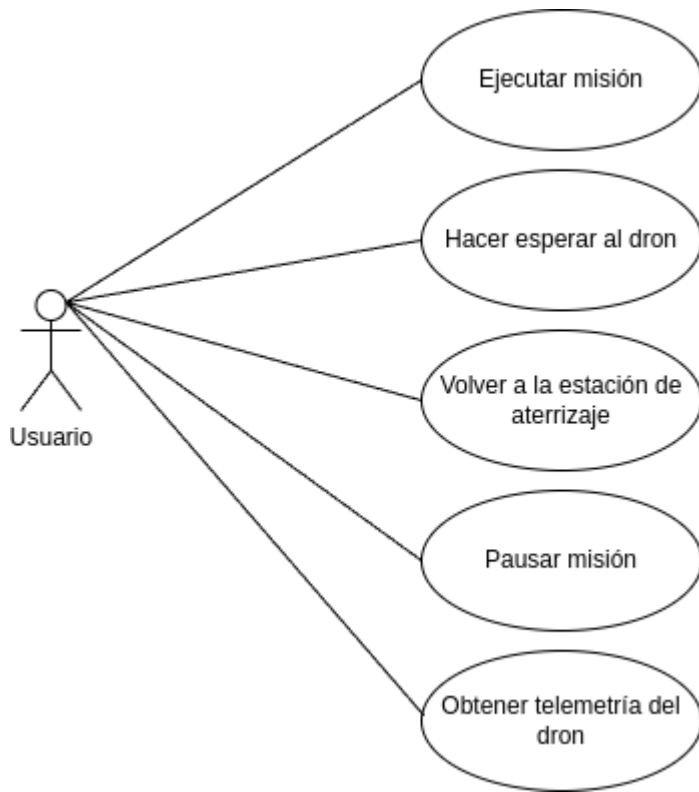 Ejecutar misión
Hacer esperar al dron
Volver a la estación de
aterrizaje
Usuario
Pausar misión
Obtener telemetría del
dron